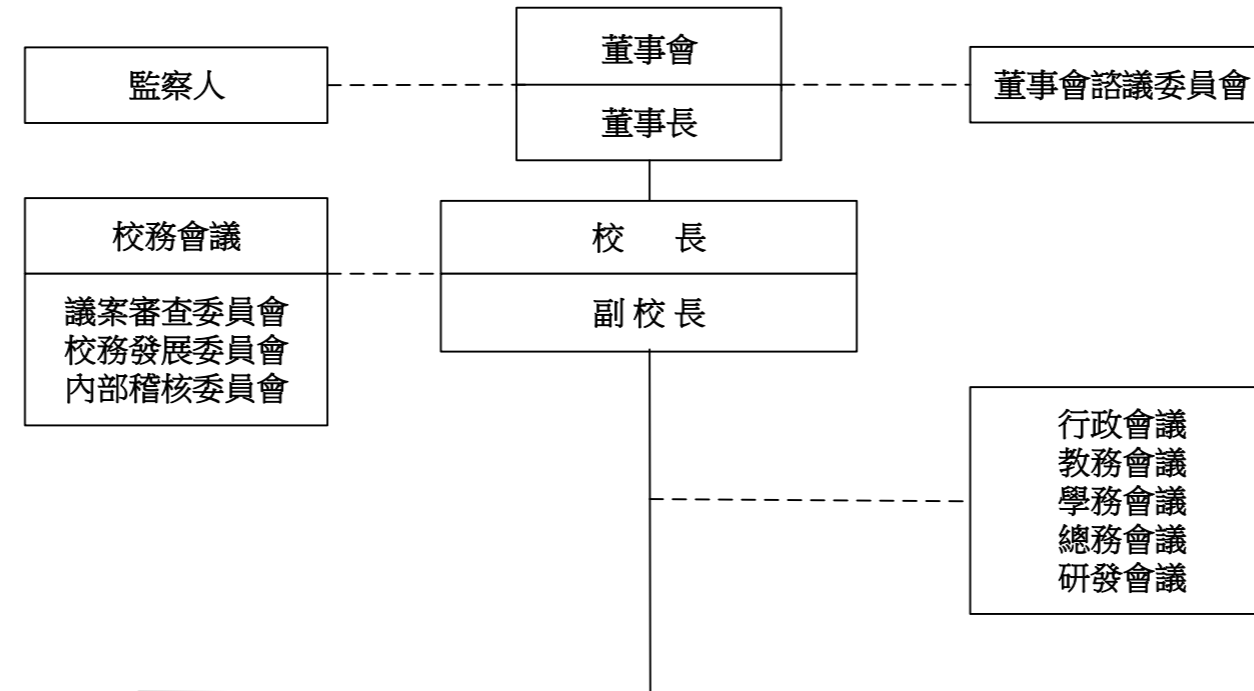 董事會
監察人
董事會諮議委員會
董事長
校務會議
校 長
議案審查委員會
校務發展委員會
內部稽核委員會
副校長
行政會議
教務會議
學務會議
總務會議
研發會議